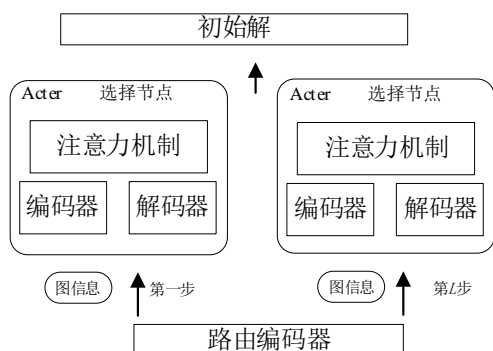 初始解
Acter 选择节点
注意力机制
编码器 解码器
Acter 选择节点
注意力机制
编码器 解码器
图信息 第一步
图信息 第L步
路由编码器